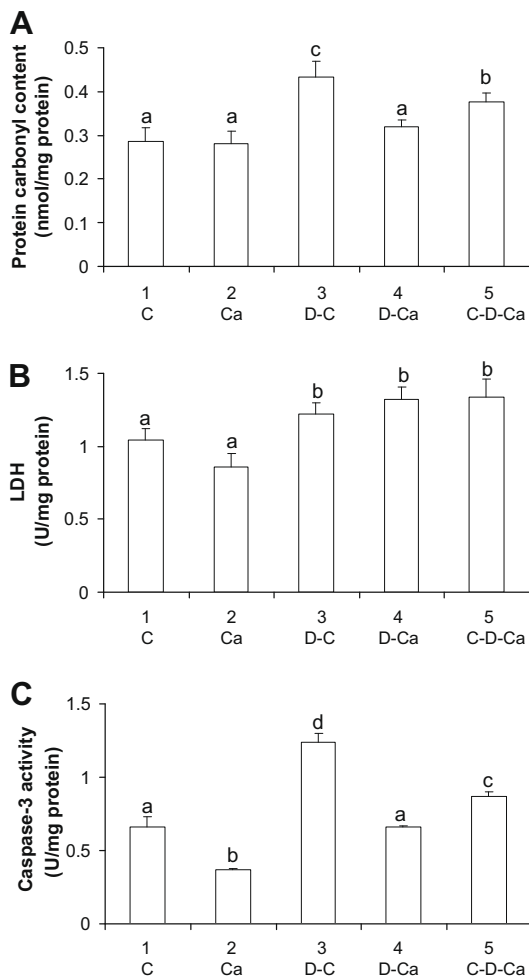 A
Protein carbonyl content
(nmol/mg protein)
0.5
0.4
0.3
0.2
0.1
0
a
a
c
a
b
1
2
3
4
5
C
Ca
D-C
D-Ca
C-D-Ca
B
LDH
(U/mg protein)
1.5
1
0.5
0
a
a
b
b
b
1
2
3
4
5
C
Ca
D-C
D-Ca
C-D-Ca
C
Caspase-3 activity
(U/mg protein)
1.5
1
0.5
0
a
b
d
a
c
1
2
3
4
5
C
Ca
D-C
D-Ca
C-D-Ca